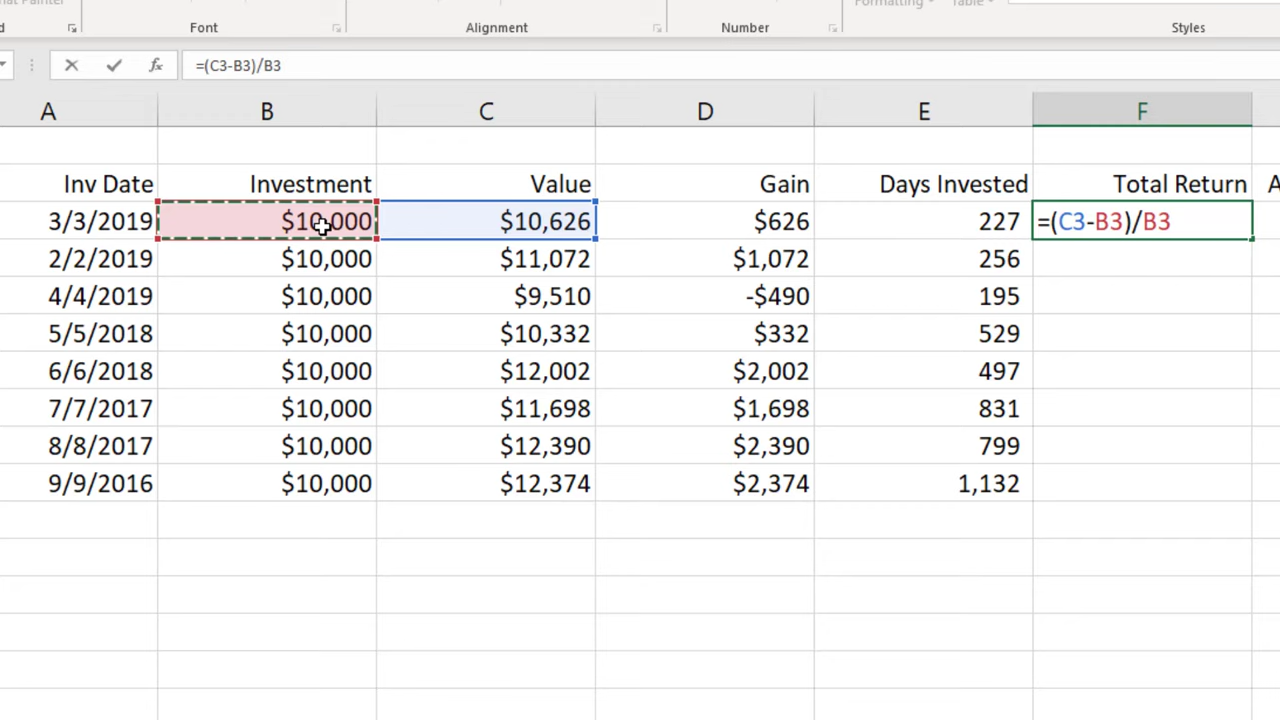 Formatting Table
Font Alignment Number Styles
=(C3-B3)/B3
A B C D E F
Inv Date Investment Value Gain Days Invested Total Return A
3/3/2019 $10,000 $10,626 $626 227 =(C3-B3)/B3
2/2/2019 $10,000 $11,072 $1,072 256
4/4/2019 $10,000 $9,510 -$490 195
5/5/2018 $10,000 $10,332 $332 529
6/6/2018 $10,000 $12,002 $2,002 497
7/7/2017 $10,000 $11,698 $1,698 831
8/8/2017 $10,000 $12,390 $2,390 799
9/9/2016 $10,000 $12,374 $2,374 1,132